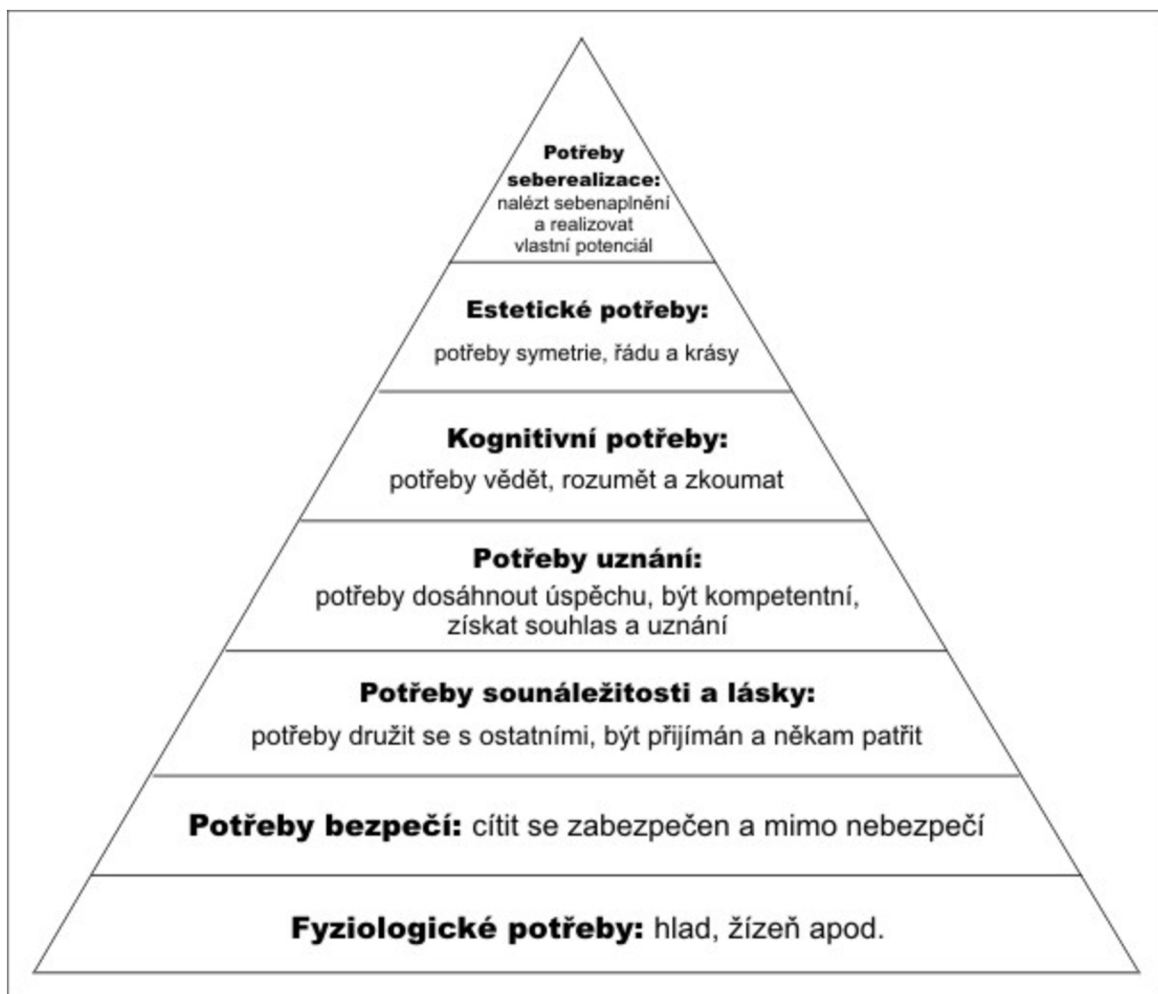 Potřeby
seberealizace:
nalézt sebenaplnění
a realizovat
vlastní potenciál
Estetické potřeby:
potřeby symetrie, řádu a krásy
Kognitivní potřeby:
potřeby vědět, rozumět a zkoumat
Potřeby uznání:
potřeby dosáhnout úspěchu, být kompetentní,
získat souhlas a uznání
Potřeby sounáležitosti a lásky:
potřeby družit se s ostatními, být přijímán a někam patřit
Potřeby bezpečí: cítit se zabezpečen a mimo nebezpečí
Fyziologické potřeby: hlad, žízeň apod.